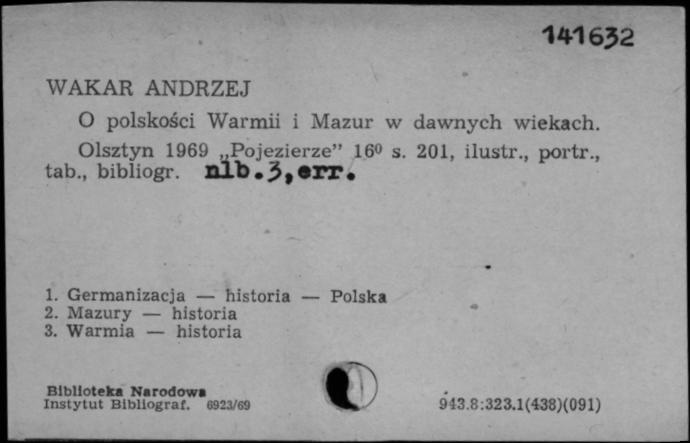 141632
WAKAR ANDRZEJ
O polskości Warmii i Mazur w dawnych wiekach.
Olsztyn 1969 „Pojezierze” 16⁰ s. 201, ilustr., portr.,
tab., bibliogr. nlb.3,err.
1. Germanizacja — historia — Polska
2. Mazury — historia
3. Warmia — historia
Biblioteka Narodowa
Instytut Bibliograf. 6923/69
943.8:323.1(438)(091)